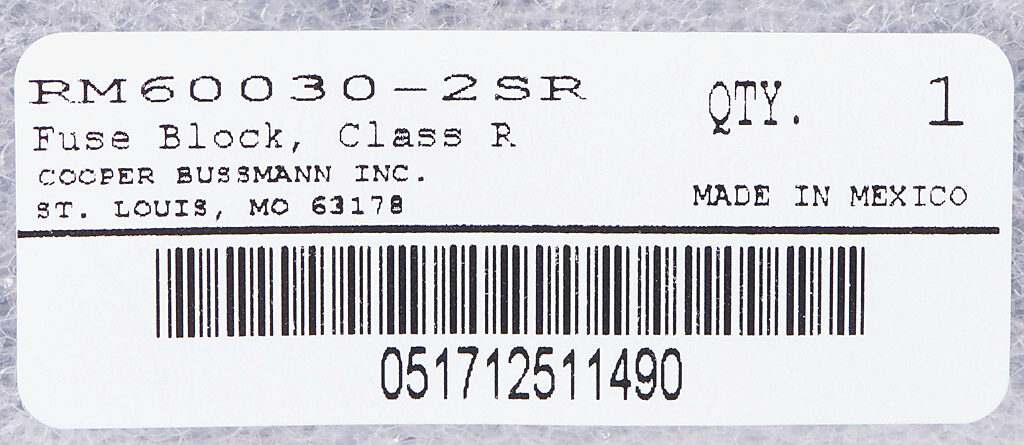 RM60030-2SR
QTY. 1
Fuse Block, Class R
COOPER BUSSMANN INC.
ST. LOUIS, MO 63178
MADE IN MEXICO
051712511490